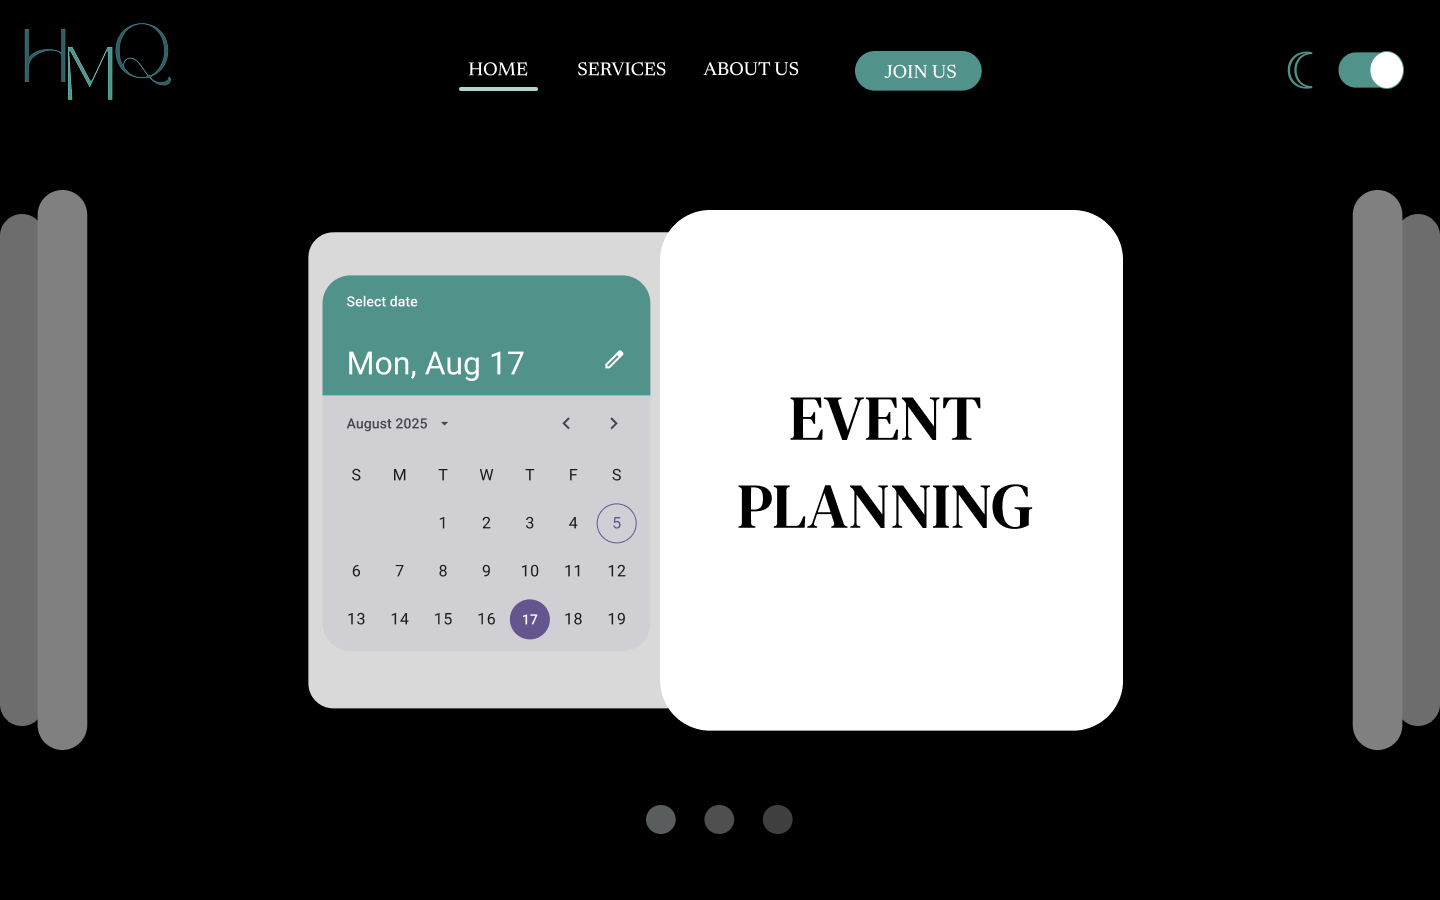 HMQ
HOME SERVICES ABOUT US JOIN US
Select date
Mon, Aug 17
August 2025
S M T W T F S
1 2 3 4 5
6 7 8 9 10 11 12
13 14 15 16 17 18 19
EVENT
PLANNING